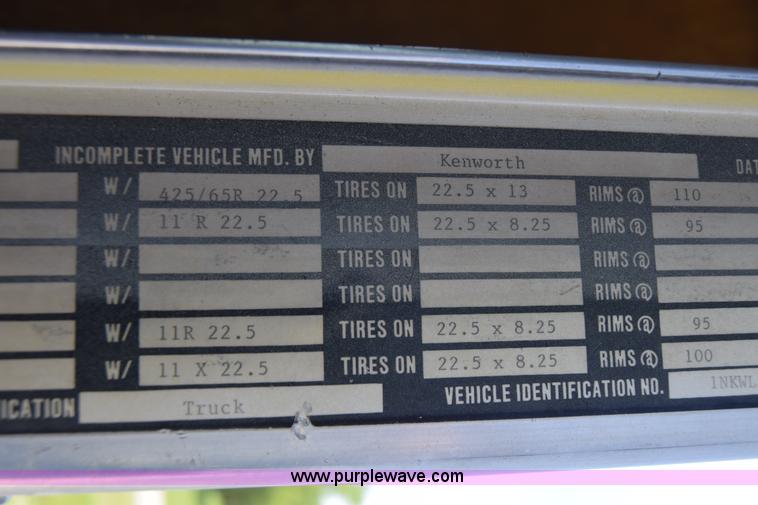 INCOMPLETE VEHICLE MFD. BY Kenworth DAT
W/ 425/65R 22.5 TIRES ON 22.5 x 13 RIMS @ 110
W/ 11 R 22.5 TIRES ON 22.5 x 8.25 RIMS @ 95
W/ TIRES ON RIMS @
W/ TIRES ON RIMS @
W/ 11R 22.5 TIRES ON 22.5 x 8.25 RIMS @ 95
W/ 11 X 22.5 TIRES ON 22.5 x 8.25 RIMS @ 100
ICATION Truck VEHICLE IDENTIFICATION NO. 1NKWL
www.purplewave.com